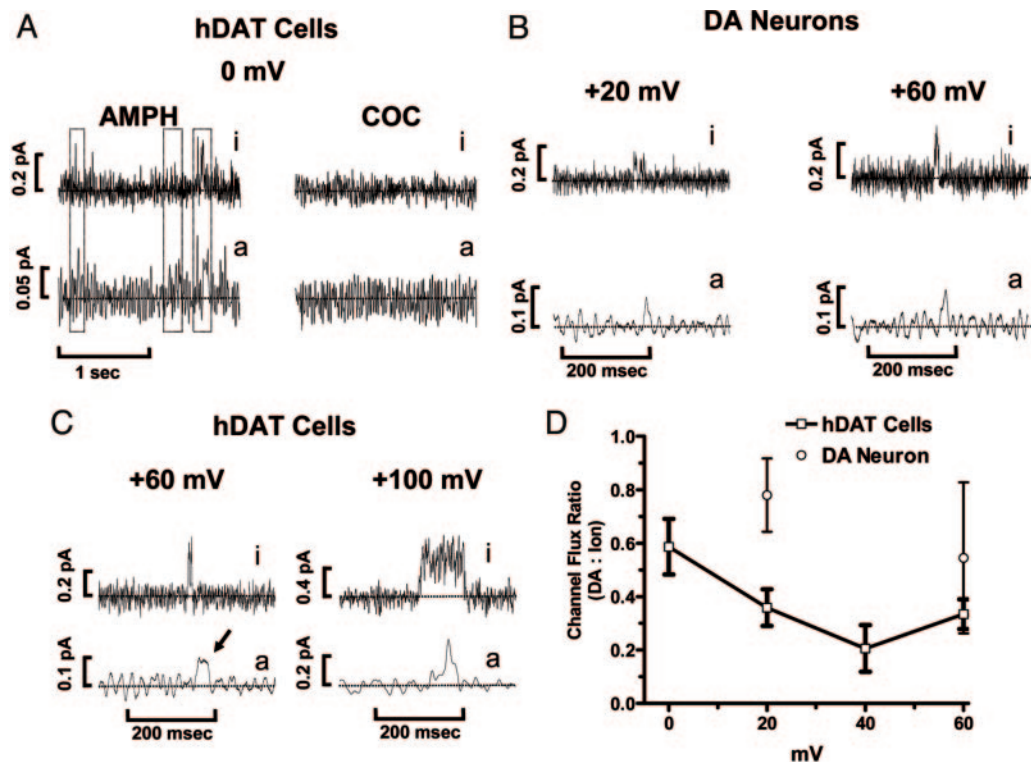 A
hDAT Cells
0 mV
AMPH
COC
i
i
0.2 pA
a
a
0.05 pA
1 sec
B
DA Neurons
+20 mV
+60 mV
i
i
0.2 pA
0.2 pA
a
a
0.1 pA
0.1 pA
200 msec
200 msec
C
hDAT Cells
+60 mV
+100 mV
i
i
0.2 pA
0.4 pA
a
a
0.1 pA
0.2 pA
200 msec
200 msec
D
hDAT Cells
DA Neuron
Channel Flux Ratio
(DA : Ion)
1.0
0.8
0.6
0.4
0.2
0.0
0 20 40 60
mV